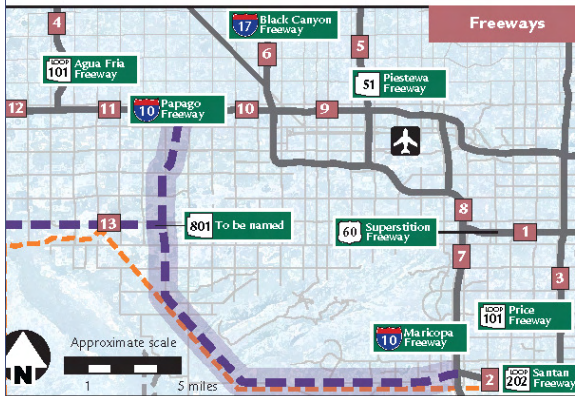 Freeways
4
17
Black Canyon
Freeway
5
6
LOOP
101
Agua Fria
Freeway
51
Piestewa
Freeway
12
11
10
Papago
Freeway
10
9
8
13
801
To be named
60
Superstition
Freeway
1
7
3
LOOP
101
Price
Freeway
10
Maricopa
Freeway
N
Approximate scale
1
5 miles
2
LOOP
202
Santan
Freeway